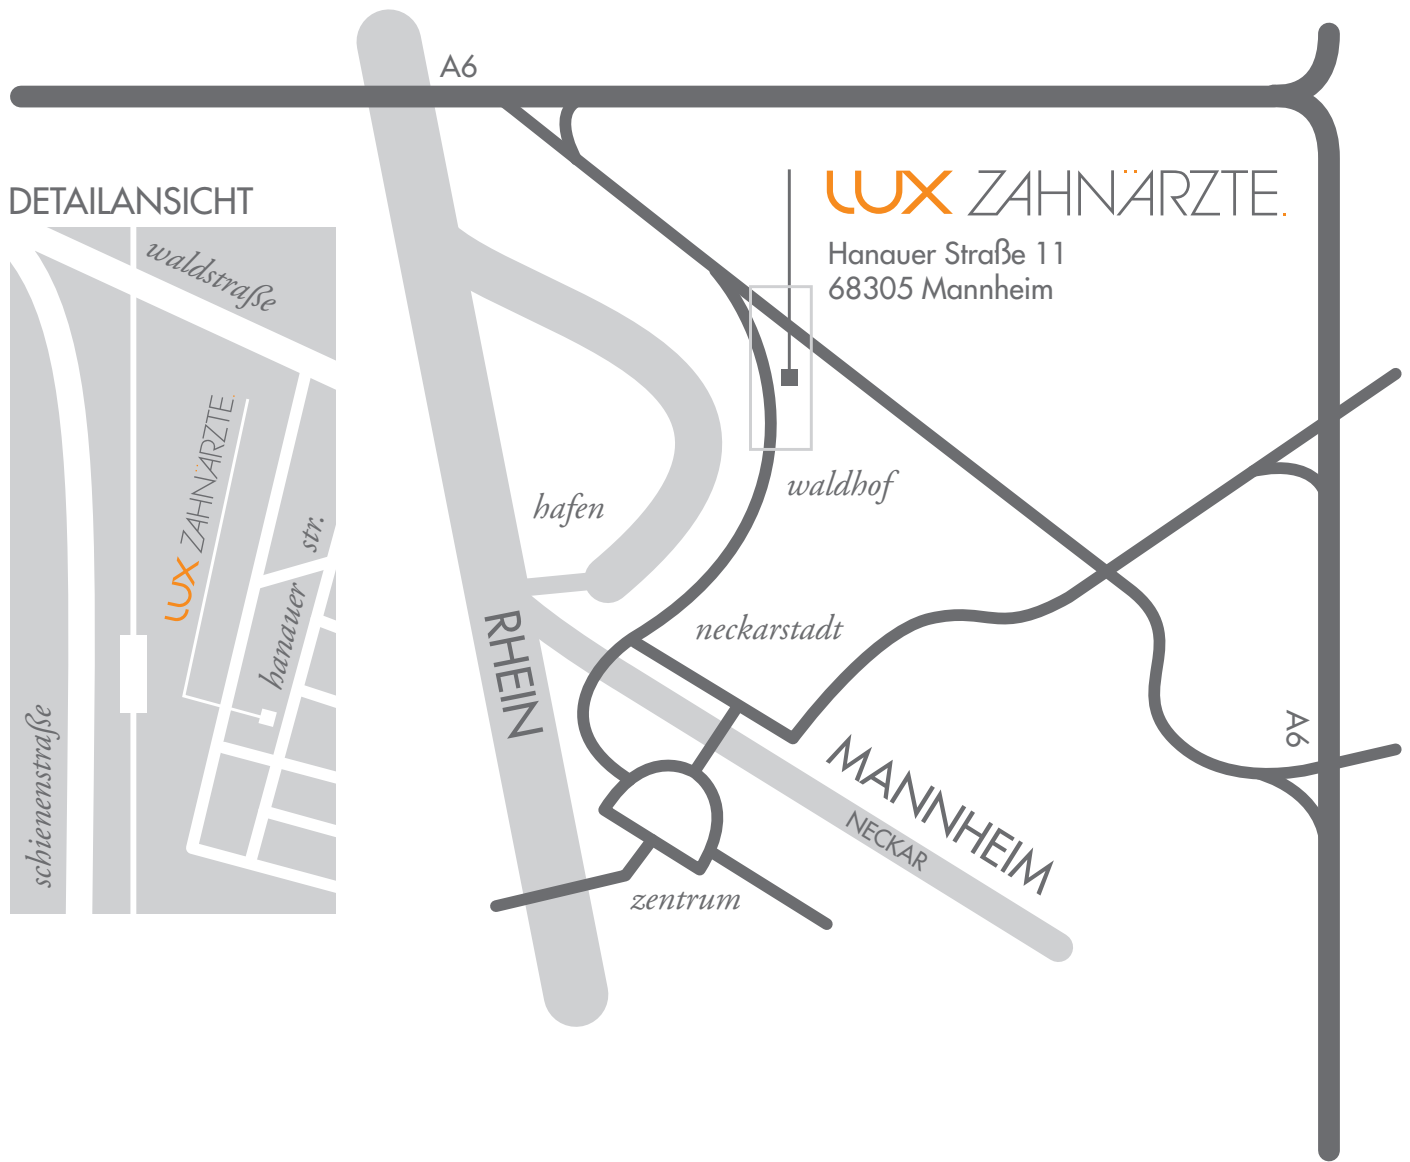 A6
DETAILANSICHT
LUX ZAHNÄRZTE.
Hanauer Straße 11
68305 Mannheim
waldstraße
LUX ZAHNÄRZTE.
hanauer str.
schienenstraße
hafen
waldhof
RHEIN
neckarstadt
A6
MANNHEIM
NECKAR
zentrum